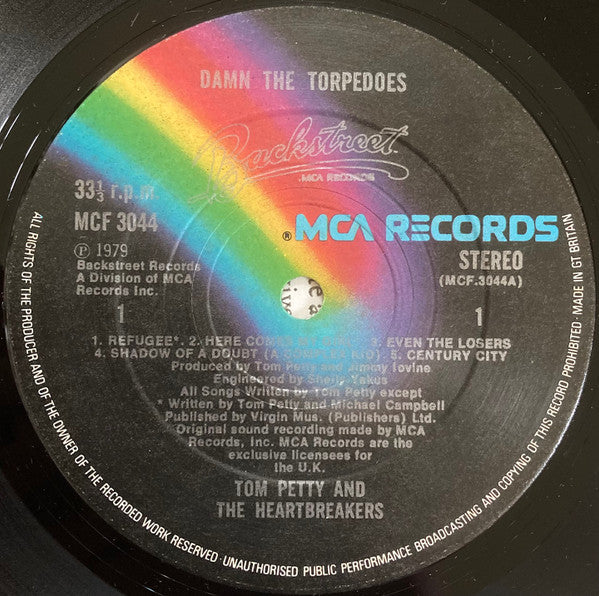 DAMN THE TORPEDOES
Backstreet
MCA RECORDS
33⅓ r.p.m.
MCF 3044
℗ 1979
Backstreet Records
A Division of MCA
Records Inc.
® MCA RECORDS
STEREO
(MCF.3044A)
1
1
1. REFUGEE*. 2. HERE COMES MY GIRL. 3. EVEN THE LOSERS
4. SHADOW OF A DOUBT (A COMPLEX KID). 5. CENTURY CITY
Produced by Tom Petty and Jimmy Iovine
Engineered by Shelly Yakus
All Songs Written by Tom Petty except
* Written by Tom Petty and Michael Campbell
Published by Virgin Mus. (Publishers) Ltd.
Original sound recording made by MCA
Records, Inc. MCA Records are the
exclusive licensees for
the U.K.
TOM PETTY AND
THE HEARTBREAKERS
ALL RIGHTS OF THE PRODUCER AND OF THE OWNER OF THE RECORDED WORK RESERVED · UNAUTHORISED PUBLIC PERFORMANCE BROADCASTING AND COPYING OF THIS RECORD PROHIBITED · MADE IN GT BRITAIN